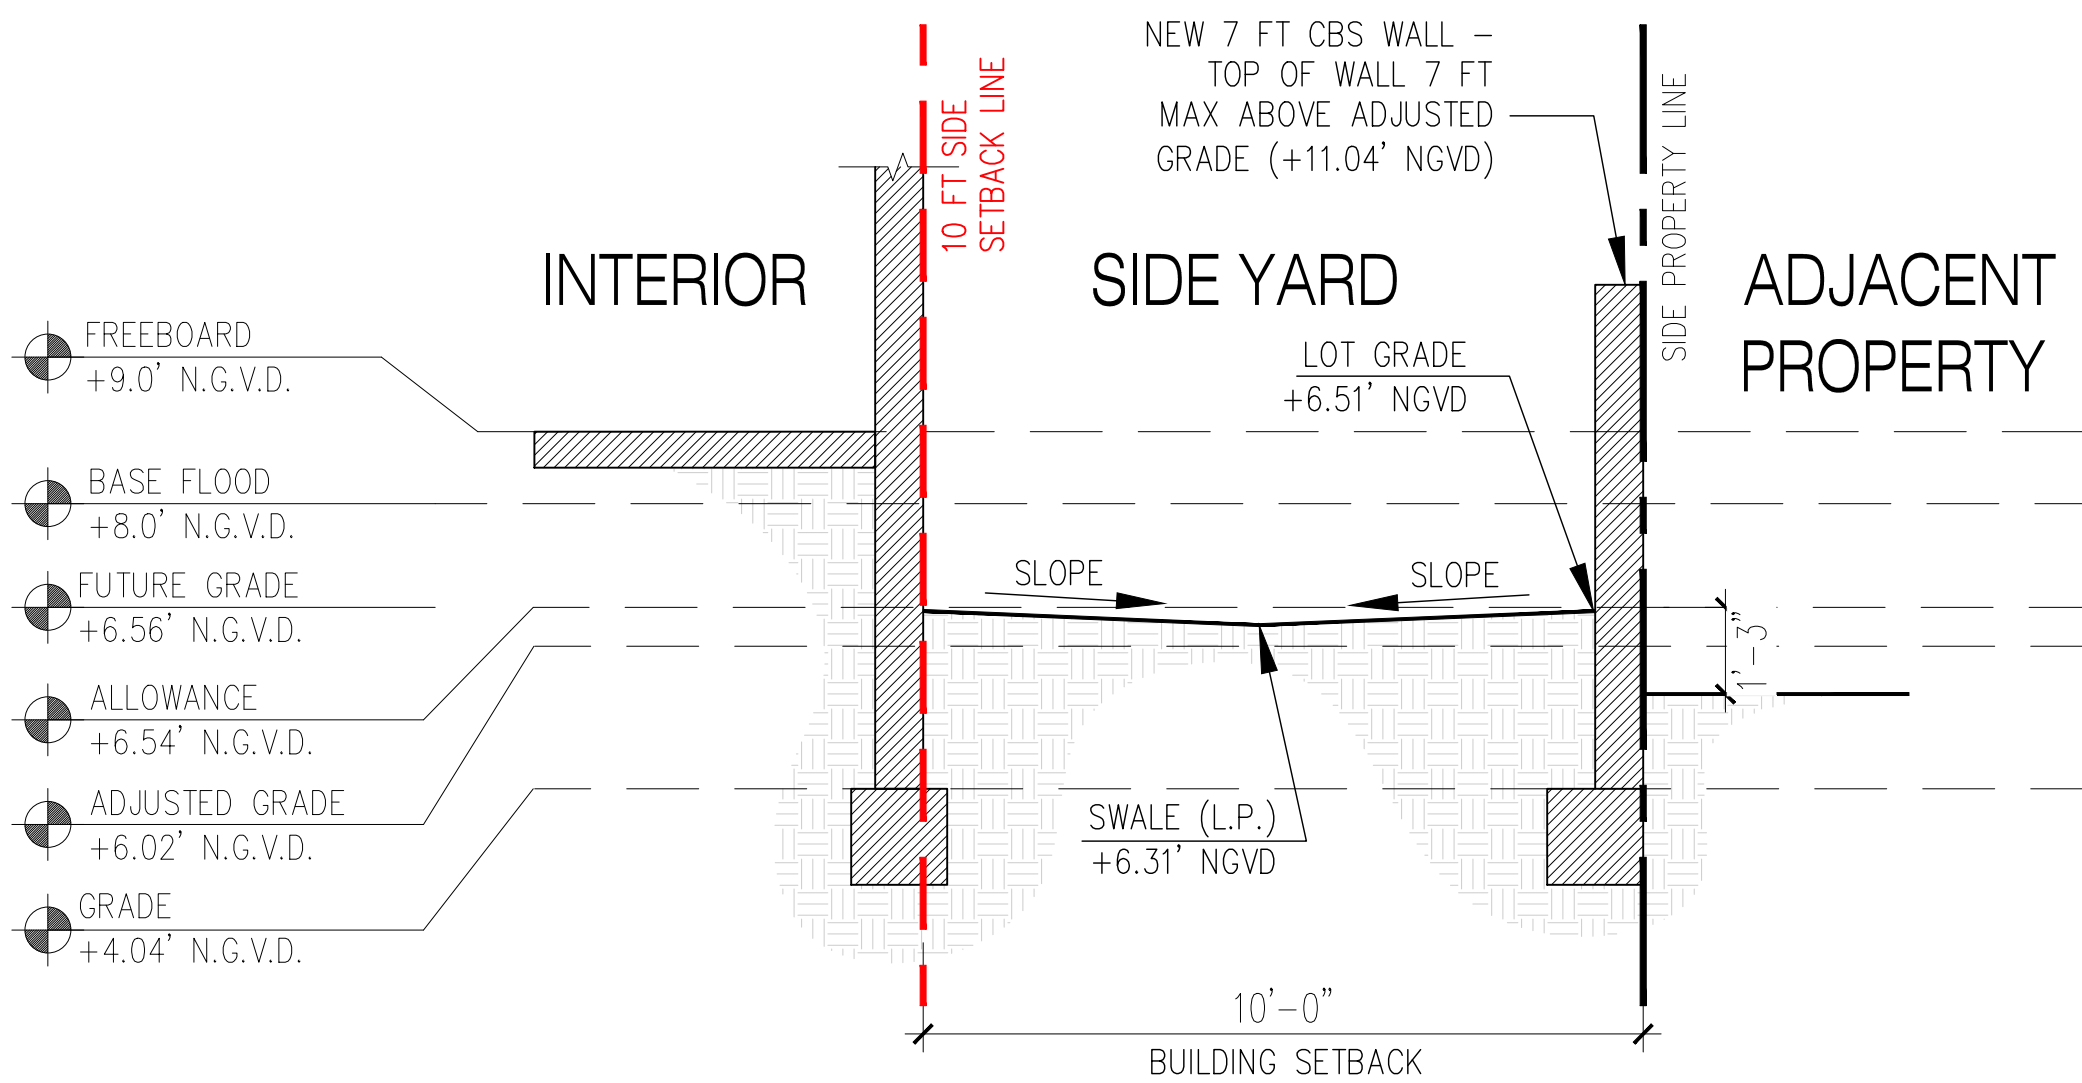 NEW 7 FT CBS WALL –
TOP OF WALL 7 FT
MAX ABOVE ADJUSTED
GRADE (+11.04' NGVD)
10 FT SIDE
SETBACK LINE
SIDE PROPERTY LINE
INTERIOR
SIDE YARD
ADJACENT
PROPERTY
FREEBOARD
+9.0' N.G.V.D.
LOT GRADE
+6.51' NGVD
BASE FLOOD
+8.0' N.G.V.D.
FUTURE GRADE
+6.56' N.G.V.D.
SLOPE
SLOPE
1'-3"
ALLOWANCE
+6.54' N.G.V.D.
ADJUSTED GRADE
+6.02' N.G.V.D.
SWALE (L.P.)
+6.31' NGVD
GRADE
+4.04' N.G.V.D.
10'-0"
BUILDING SETBACK